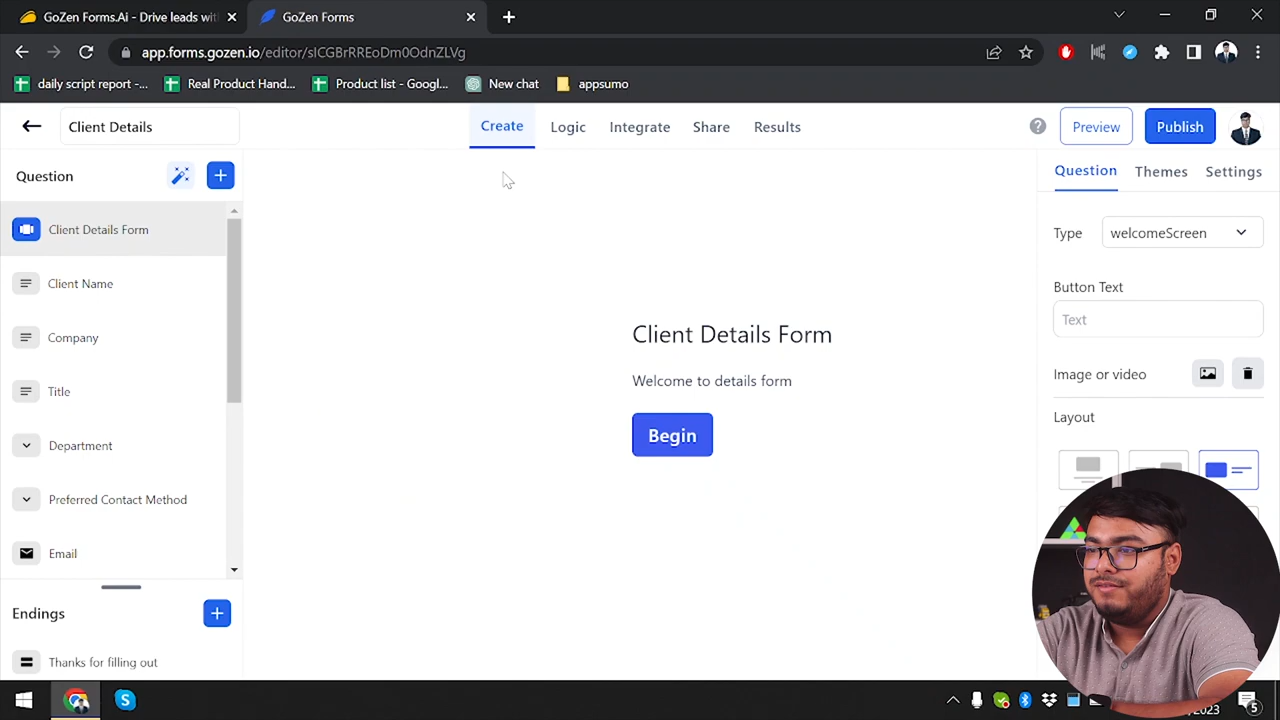 GoZen Forms.Ai - Drive leads with
GoZen Forms
app.forms.gozen.io/editor/sICGBrRREoDm0OdnZLVg
daily script report -...
Real Product Hand...
Product list - Googl...
New chat
appsumo
Client Details
Create
Logic
Integrate
Share
Results
?
Preview
Publish
Question
Question
Themes
Settings
Client Details Form
Type
welcomeScreen
Client Name
Button Text
Text
Company
Client Details Form
Image or video
Title
Welcome to details form
Layout
Department
Begin
Preferred Contact Method
Email
Endings
Thanks for filling out
5